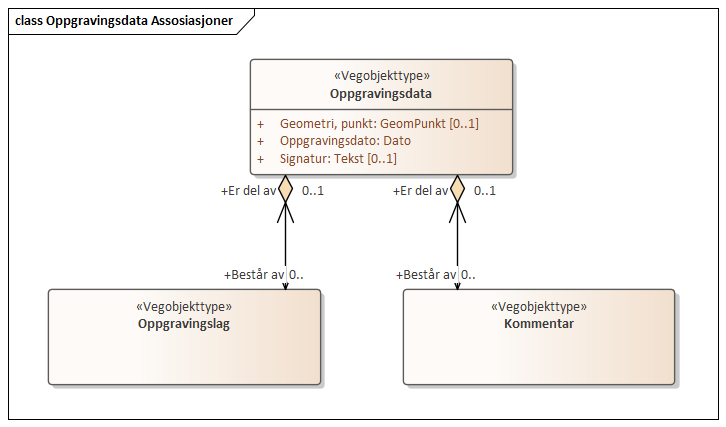 class Oppgravingsdata Assosiasjoner
«Vegobjekttype»
Oppgravingsdata
+ Geometri, punkt: GeomPunkt [0..1]
+ Oppgravingsdato: Dato
+ Signatur: Tekst [0..1]
+Er del av 0..1 +Er del av 0..1
+Består av 0.. +Består av 0..
«Vegobjekttype»
Oppgravingslag
«Vegobjekttype»
Kommentar